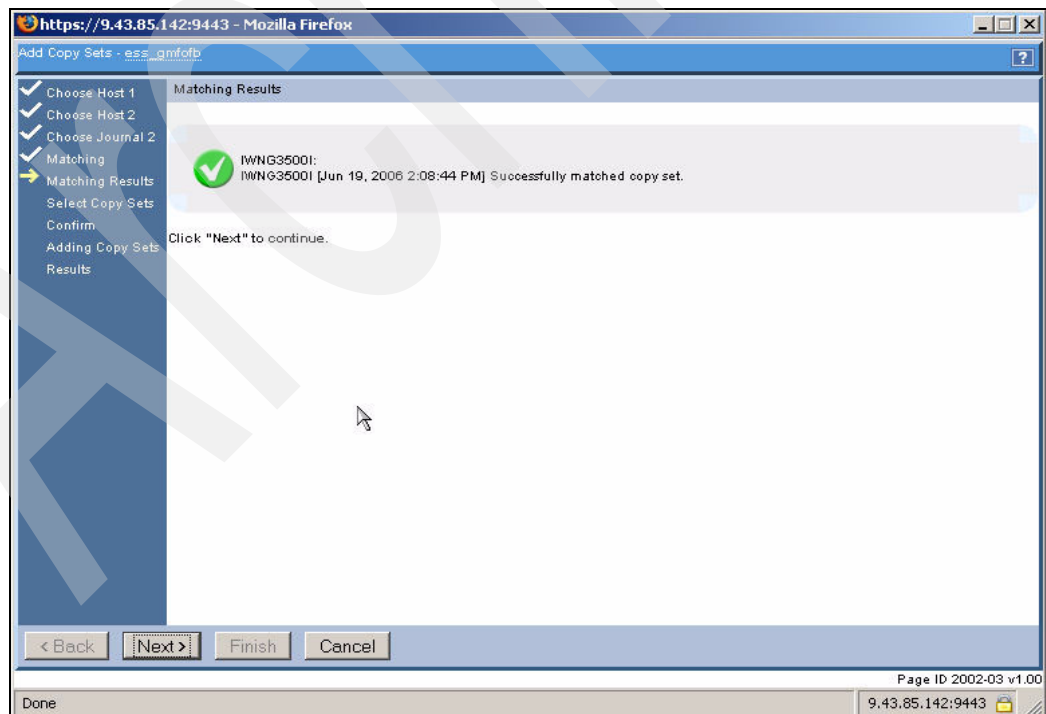 https://9.43.85.142:9443 - Mozilla Firefox
Add Copy Sets - ess_gmfofb
?
Choose Host 1
Choose Host 2
Choose Journal 2
Matching
Matching Results
Select Copy Sets
Confirm
Adding Copy Sets
Results
Matching Results
IWNG3500I:
IWNG3500I [Jun 19, 2006 2:08:44 PM] Successfully matched copy set.
Click "Next" to continue.
< Back
Next >
Finish
Cancel
Page ID 2002-03 v1.00
Done
9.43.85.142:9443